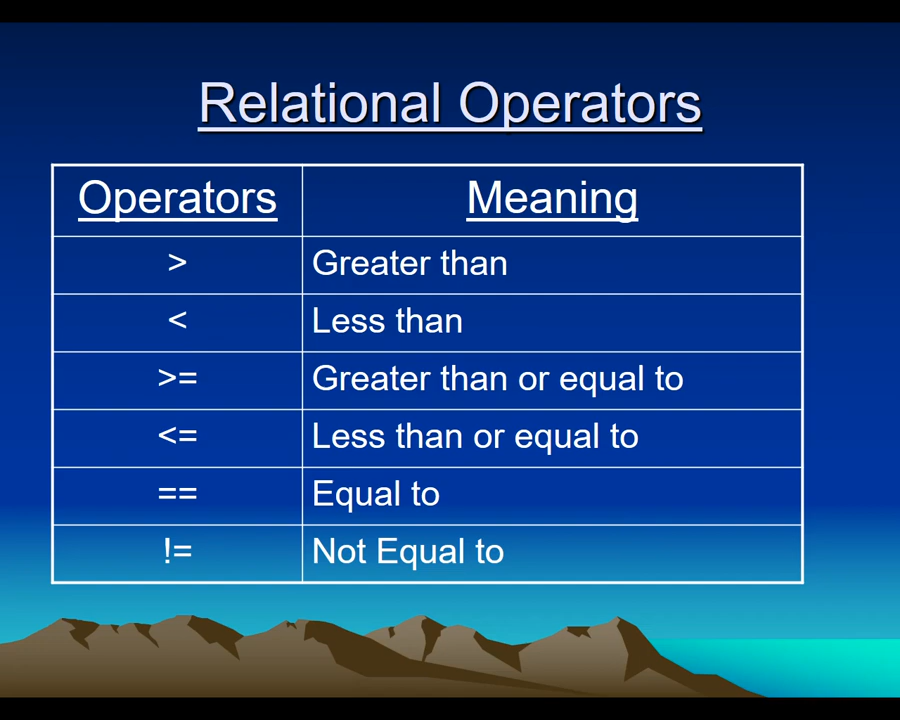 Relational Operators
Operators Meaning
> Greater than
< Less than
>= Greater than or equal to
<= Less than or equal to
== Equal to
!= Not Equal to